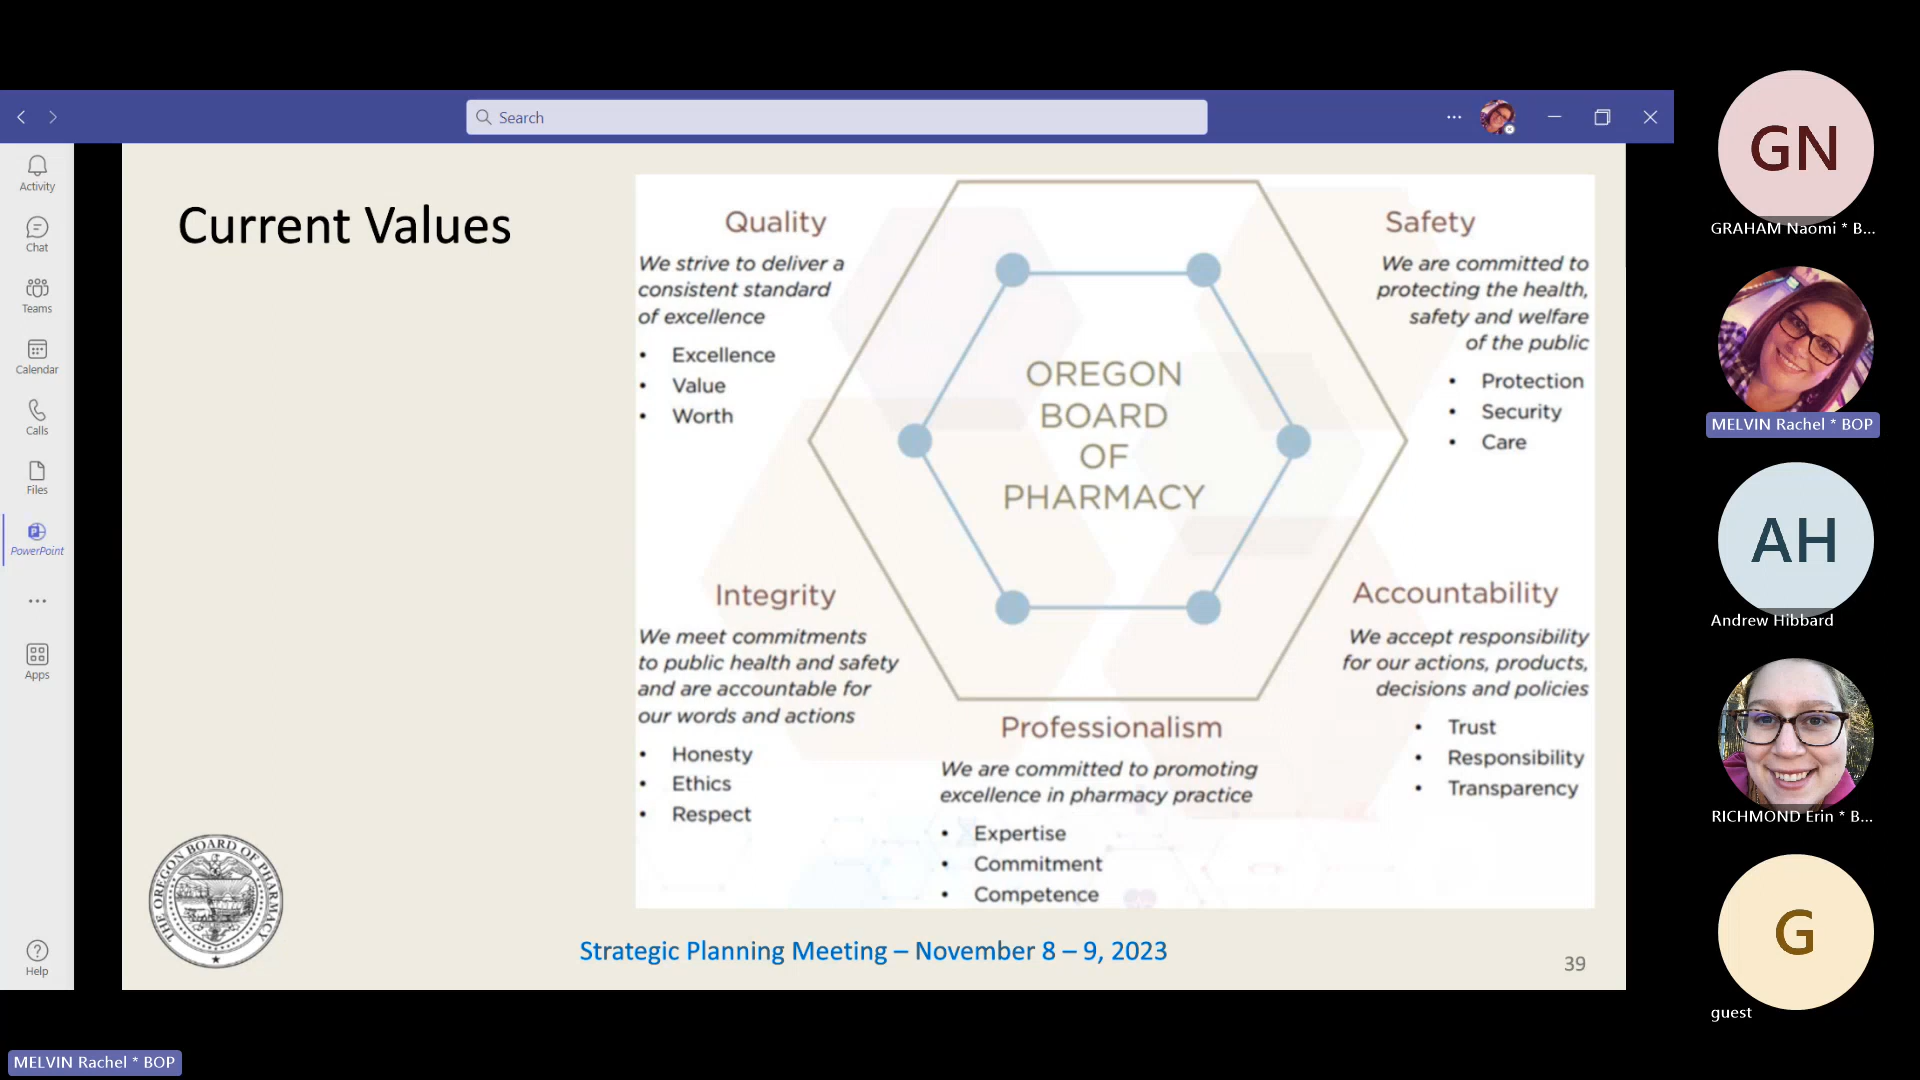 Search
Activity
Chat
Teams
Calendar
Calls
Files
PowerPoint
Apps
Help
Current Values
Quality
We strive to deliver a
consistent standard
of excellence
• Excellence
• Value
• Worth
Safety
We are committed to
protecting the health,
safety and welfare
of the public
• Protection
• Security
• Care
OREGON
BOARD
OF
PHARMACY
Integrity
We meet commitments
to public health and safety
and are accountable for
our words and actions
• Honesty
• Ethics
• Respect
Accountability
We accept responsibility
for our actions, products,
decisions and policies
• Trust
• Responsibility
• Transparency
Professionalism
We are committed to promoting
excellence in pharmacy practice
• Expertise
• Commitment
• Competence
THE OREGON BOARD OF PHARMACY
Strategic Planning Meeting – November 8 – 9, 2023
39
GN
GRAHAM Naomi * B...
MELVIN Rachel * BOP
AH
Andrew Hibbard
RICHMOND Erin * B...
G
guest
MELVIN Rachel * BOP